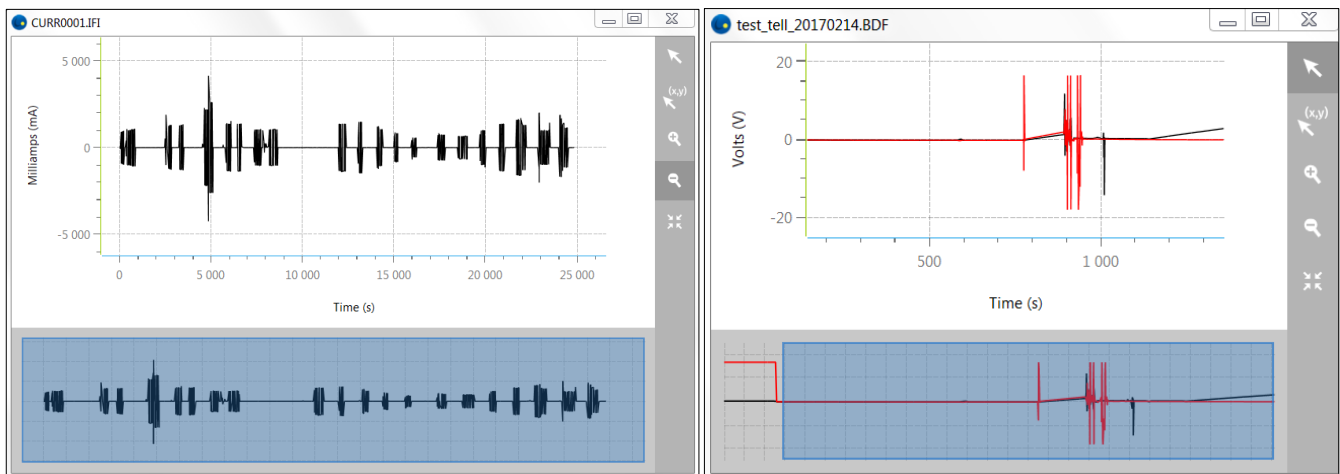 CURR0001.IFI
Milliamps (mA)
5 000
0
-5 000
0 5 000 10 000 15 000 20 000 25 000
Time (s)
(x,y)
test_tell_20170214.BDF
Volts (V)
20
0
-20
500 1 000
Time (s)
(x,y)